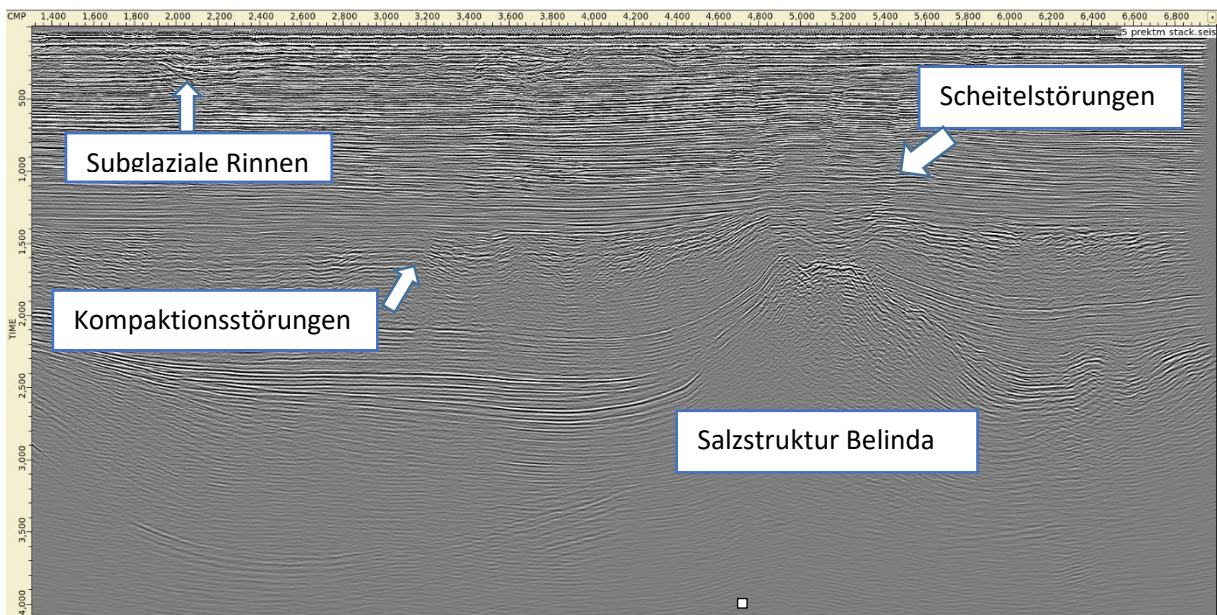 CMP 1,400 1,600 1,800 2,000 2,200 2,400 2,600 2,800 3,000 3,200 3,400 3,600 3,800 4,000 4,200 4,400 4,600 4,800 5,000 5,200 5,400 5,600 5,800 6,000 6,200 6,400 6,600 6,800
5 prektm stack.seis
Scheitelstörungen
500
Subglaziale Rinnen
1,000
1,500
Kompaktionsstörungen
2,000
TIME
2,500
Salzstruktur Belinda
3,000
3,500
4,000